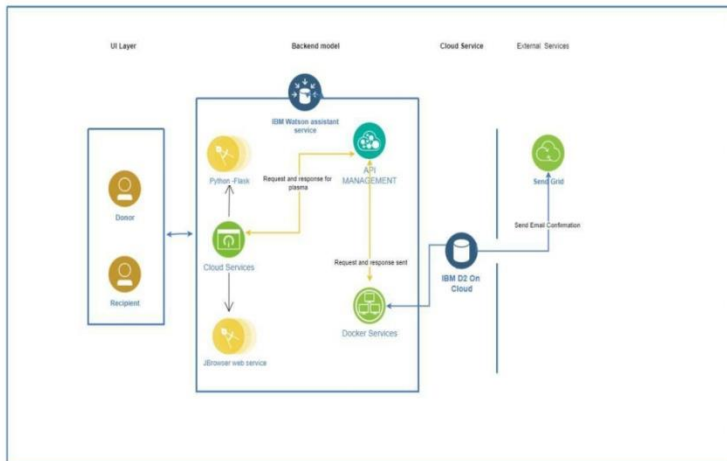 UI Layer
Backend model
Cloud Service
External Services
IBM Watson assistant
service
Python -Flask
API
MANAGEMENT
Request and response for
plasma
Send Grid
Donor
Send Email Confirmation
Cloud Services
Request and response sent
IBM D2 On
Cloud
Recipient
Docker Services
JBrowser web service